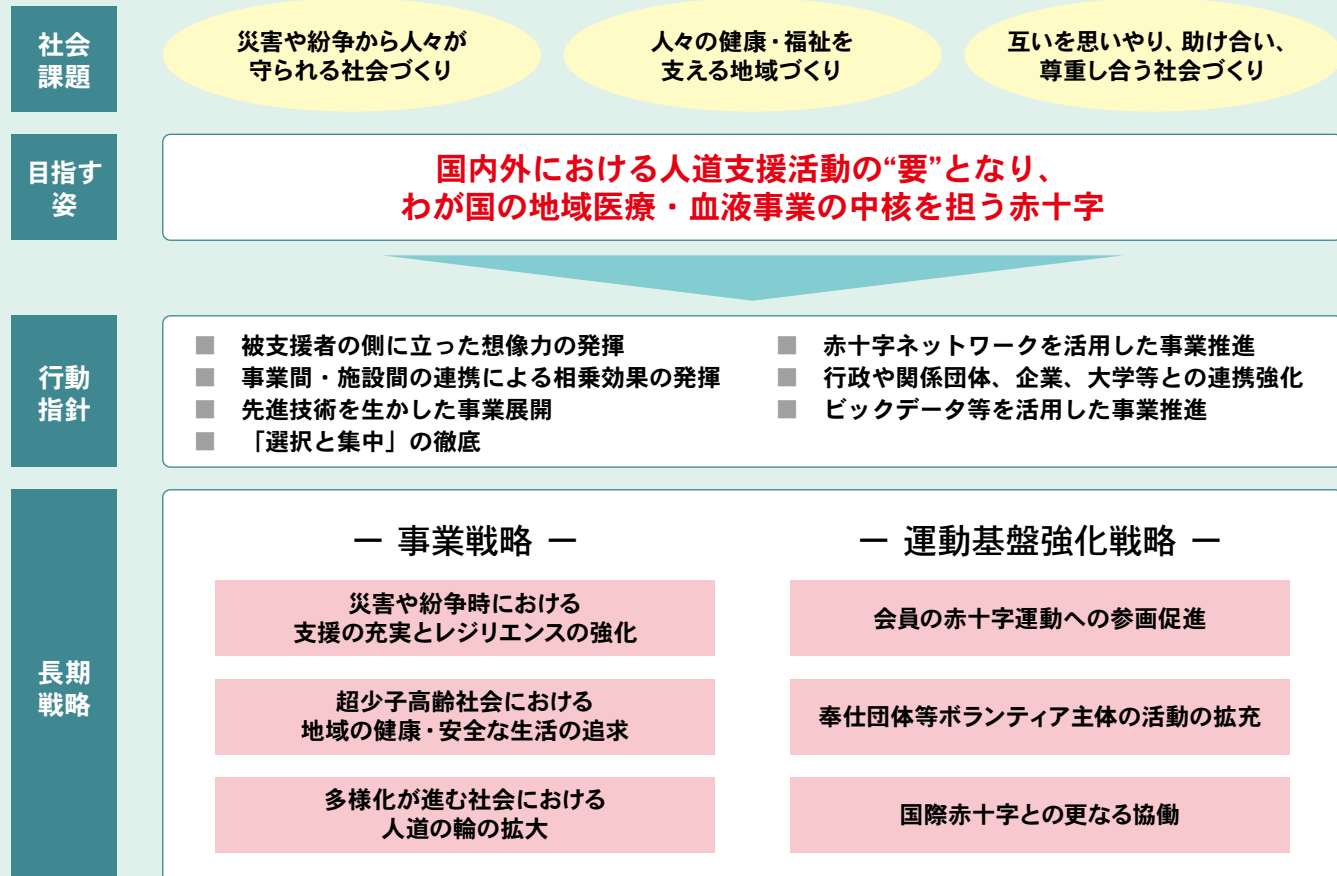 社会
課題
災害や紛争から人々が
守られる社会づくり
人々の健康・福祉を
支える地域づくり
互いを思いやり、助け合い、
尊重し合う社会づくり
目指す
姿
国内外における人道支援活動の“要”となり、
わが国の地域医療・血液事業の中核を担う赤十字
行動
指針
■ 被支援者の側に立った想像力の発揮
■ 事業間・施設間の連携による相乗効果の発揮
■ 先進技術を生かした事業展開
■ 「選択と集中」の徹底
■ 赤十字ネットワークを活用した事業推進
■ 行政や関係団体、企業、大学等との連携強化
■ ビックデータ等を活用した事業推進
長期
戦略
ー 事業戦略 ー
災害や紛争時における
支援の充実とレジリエンスの強化
超少子高齢社会における
地域の健康・安全な生活の追求
多様化が進む社会における
人道の輪の拡大
ー 運動基盤強化戦略 ー
会員の赤十字運動への参画促進
奉仕団体等ボランティア主体の活動の拡充
国際赤十字との更なる協働